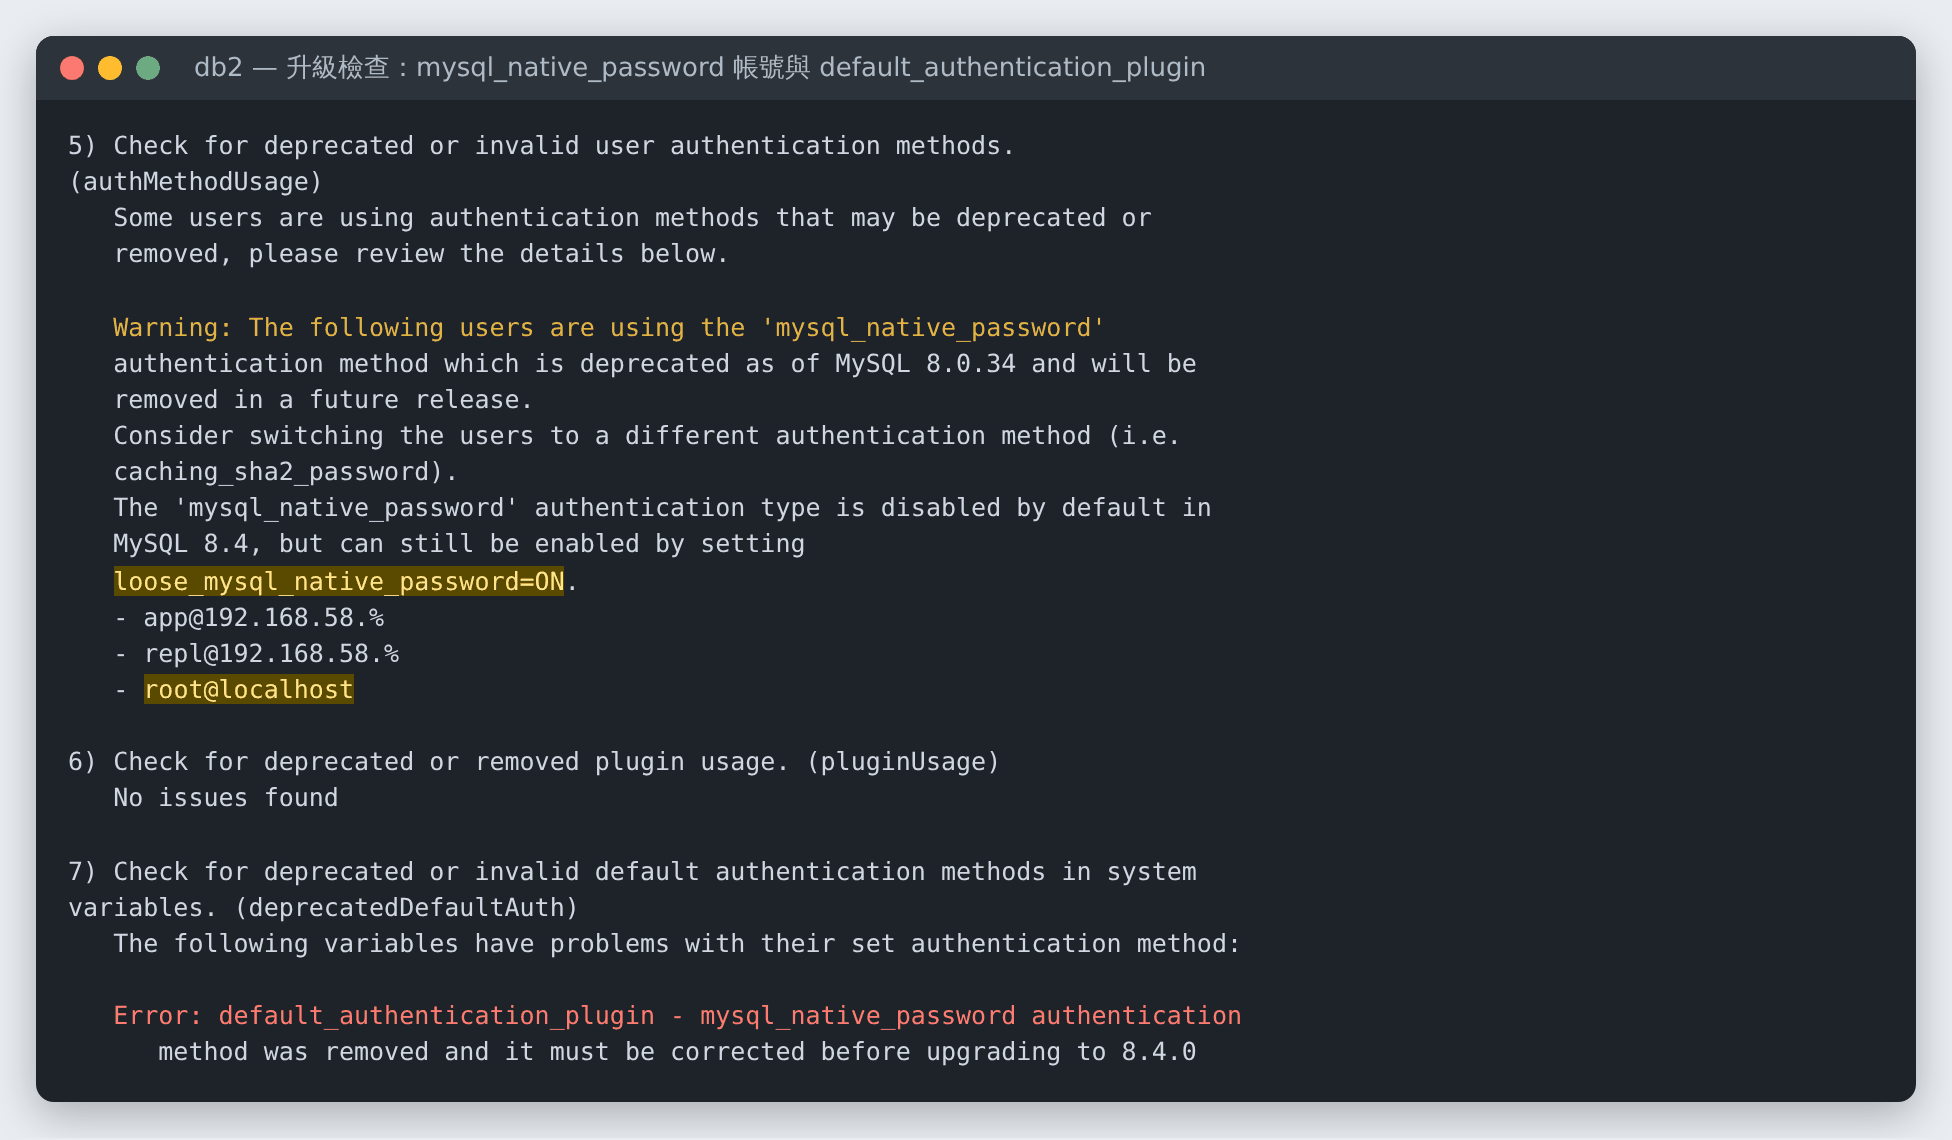 db2 — 升級檢查：mysql_native_password 帳號與 default_authentication_plugin
5) Check for deprecated or invalid user authentication methods.
(authMethodUsage)
Some users are using authentication methods that may be deprecated or
removed, please review the details below.
Warning: The following users are using the 'mysql_native_password'
authentication method which is deprecated as of MySQL 8.0.34 and will be
removed in a future release.
Consider switching the users to a different authentication method (i.e.
caching_sha2_password).
The 'mysql_native_password' authentication type is disabled by default in
MySQL 8.4, but can still be enabled by setting
loose_mysql_native_password=ON.
- app@192.168.58.%
- repl@192.168.58.%
- root@localhost
6) Check for deprecated or removed plugin usage. (pluginUsage)
No issues found
7) Check for deprecated or invalid default authentication methods in system
variables. (deprecatedDefaultAuth)
The following variables have problems with their set authentication method:
Error: default_authentication_plugin - mysql_native_password authentication
method was removed and it must be corrected before upgrading to 8.4.0